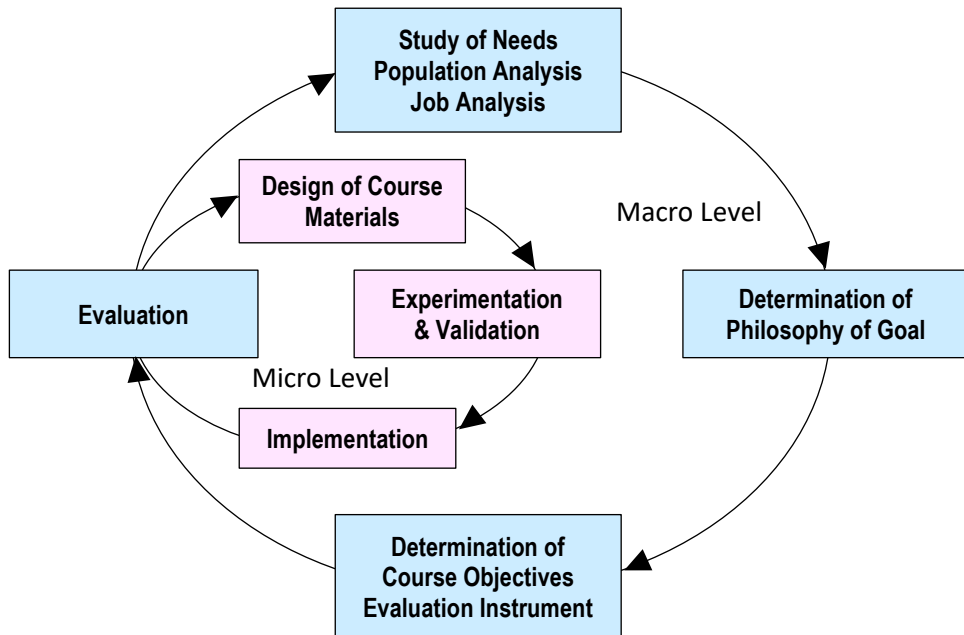 Study of Needs
Population Analysis
Job Analysis
Design of Course
Materials
Macro Level
Evaluation
Experimentation
& Validation
Determination of
Philosophy of Goal
Micro Level
Implementation
Determination of
Course Objectives
Evaluation Instrument